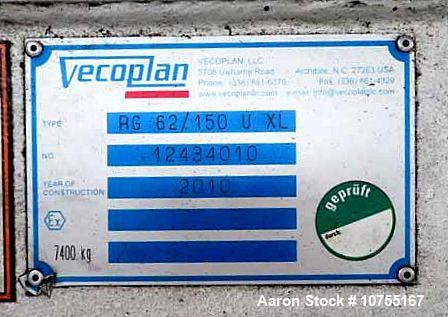 Vecoplan
VECOPLAN, LLC
5708 Uwharrie Road Archdale, N.C. 27263 USA
Phone: (336) 861-6070 Fax: (336) 861-4329
www.vecoplanllc.com e-mail: info@vecoplanllc.com
TYPE RG 62/150 U XL
NO. 12434010
YEAR OF CONSTRUCTION 2010
Ex
7400 kg
geprüft
durch:
Aaron Stock # 10755167